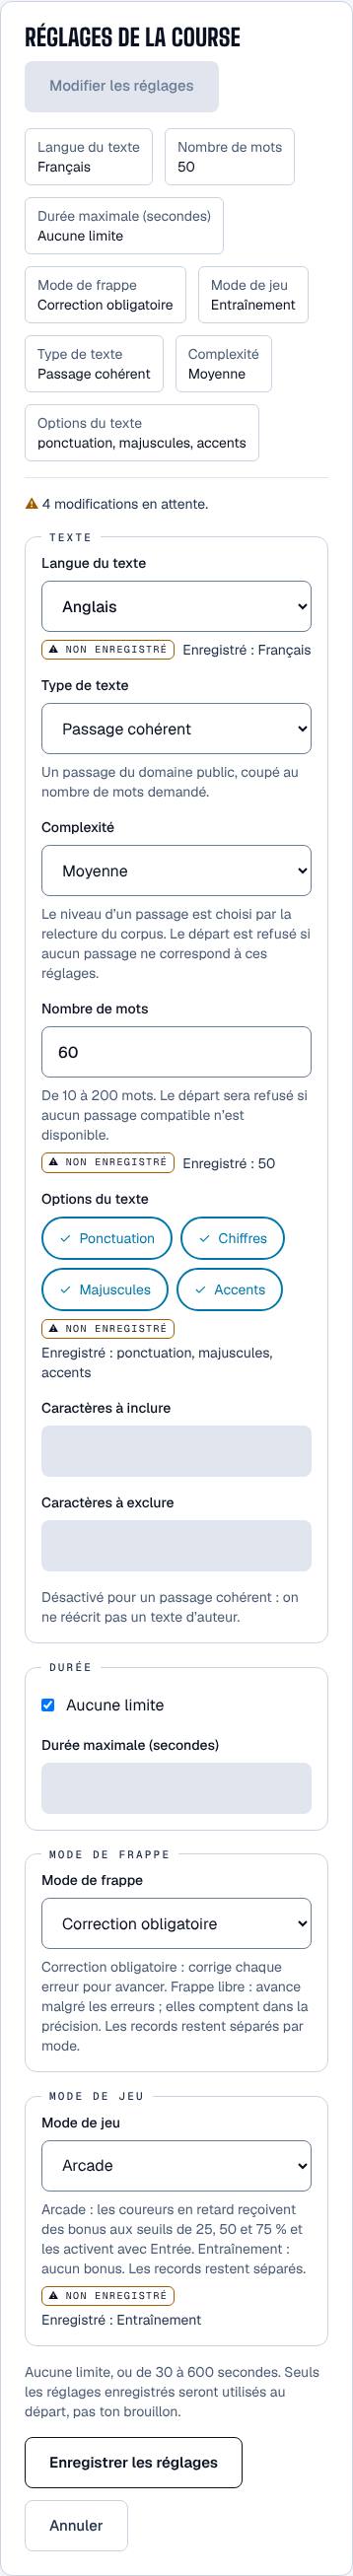 RÉGLAGES DE LA COURSE
Modifier les réglages
Langue du texte
Français
Nombre de mots
50
Durée maximale (secondes)
Aucune limite
Mode de frappe
Correction obligatoire
Mode de jeu
Entraînement
Type de texte
Passage cohérent
Complexité
Moyenne
Options du texte
ponctuation, majuscules, accents
4 modifications en attente.
TEXTE
Langue du texte
Anglais
NON ENREGISTRÉ Enregistré : Français
Type de texte
Passage cohérent
Un passage du domaine public, coupé au
nombre de mots demandé.
Complexité
Moyenne
Le niveau d’un passage est choisi par la
relecture du corpus. Le départ est refusé si
aucun passage ne correspond à ces
réglages.
Nombre de mots
60
De 10 à 200 mots. Le départ sera refusé si
aucun passage compatible n’est
disponible.
NON ENREGISTRÉ Enregistré : 50
Options du texte
Ponctuation
Chiffres
Majuscules
Accents
NON ENREGISTRÉ
Enregistré : ponctuation, majuscules,
accents
Caractères à inclure
Caractères à exclure
Désactivé pour un passage cohérent : on
ne réécrit pas un texte d’auteur.
DURÉE
Aucune limite
Durée maximale (secondes)
MODE DE FRAPPE
Mode de frappe
Correction obligatoire
Correction obligatoire : corrige chaque
erreur pour avancer. Frappe libre : avance
malgré les erreurs ; elles comptent dans la
précision. Les records restent séparés par
mode.
MODE DE JEU
Mode de jeu
Arcade
Arcade : les coureurs en retard reçoivent
des bonus aux seuils de 25, 50 et 75 % et
les activent avec Entrée. Entraînement :
aucun bonus. Les records restent séparés.
NON ENREGISTRÉ
Enregistré : Entraînement
Aucune limite, ou de 30 à 600 secondes. Seuls
les réglages enregistrés seront utilisés au
départ, pas ton brouillon.
Enregistrer les réglages
Annuler